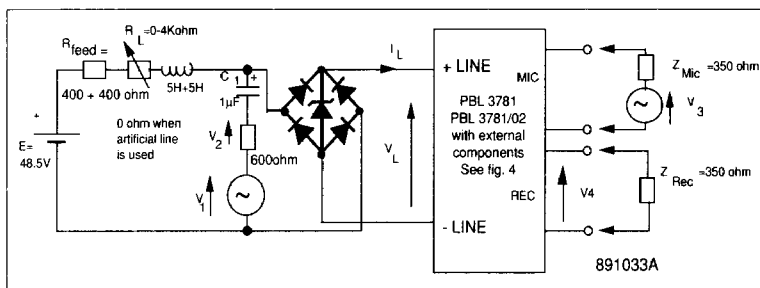 R feed =
R L =0-4Kohm
400 + 400 ohm
5H+5H
C 1 +
1µF
+
E=
48.5V
0 ohm when
artificial line
is used
V 2
600ohm
V 1
~
I L
V L
+ LINE
MIC
PBL 3781
PBL 3781/02
with external
components
See fig. 4
REC
- LINE
Z Mic =350 ohm
~
V 3
V4
Z Rec =350 ohm
891033A